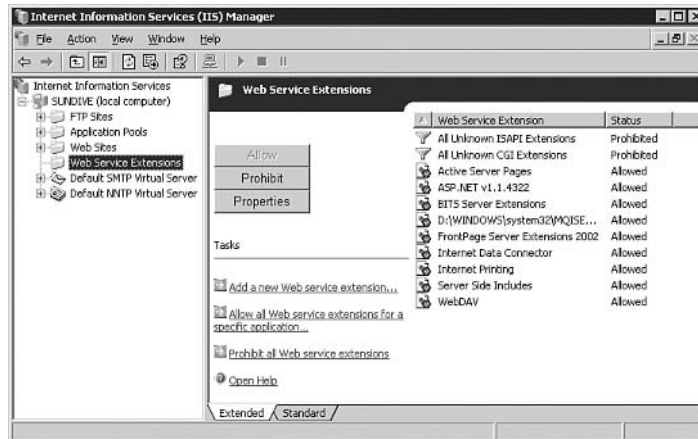 Internet Information Services (IIS) Manager
File Action View Window Help
Internet Information Services
SUNDIVE (local computer)
FTP Sites
Application Pools
Web Sites
Web Service Extensions
Default SMTP Virtual Server
Default NNTP Virtual Server
Web Service Extensions
Allow
Prohibit
Properties
Tasks
Add a new Web service extension...
Allow all Web service extensions for a
specific application...
Prohibit all Web service extensions
Open Help
Web Service Extension Status
All Unknown ISAPI Extensions Prohibited
All Unknown CGI Extensions Prohibited
Active Server Pages Allowed
ASP.NET v1.1.4322 Allowed
BITS Server Extensions Allowed
D:\WINDOWS\system32\MQISE... Allowed
FrontPage Server Extensions 2002 Allowed
Internet Data Connector Allowed
Internet Printing Allowed
Server Side Includes Allowed
WebDAV Allowed
Extended Standard